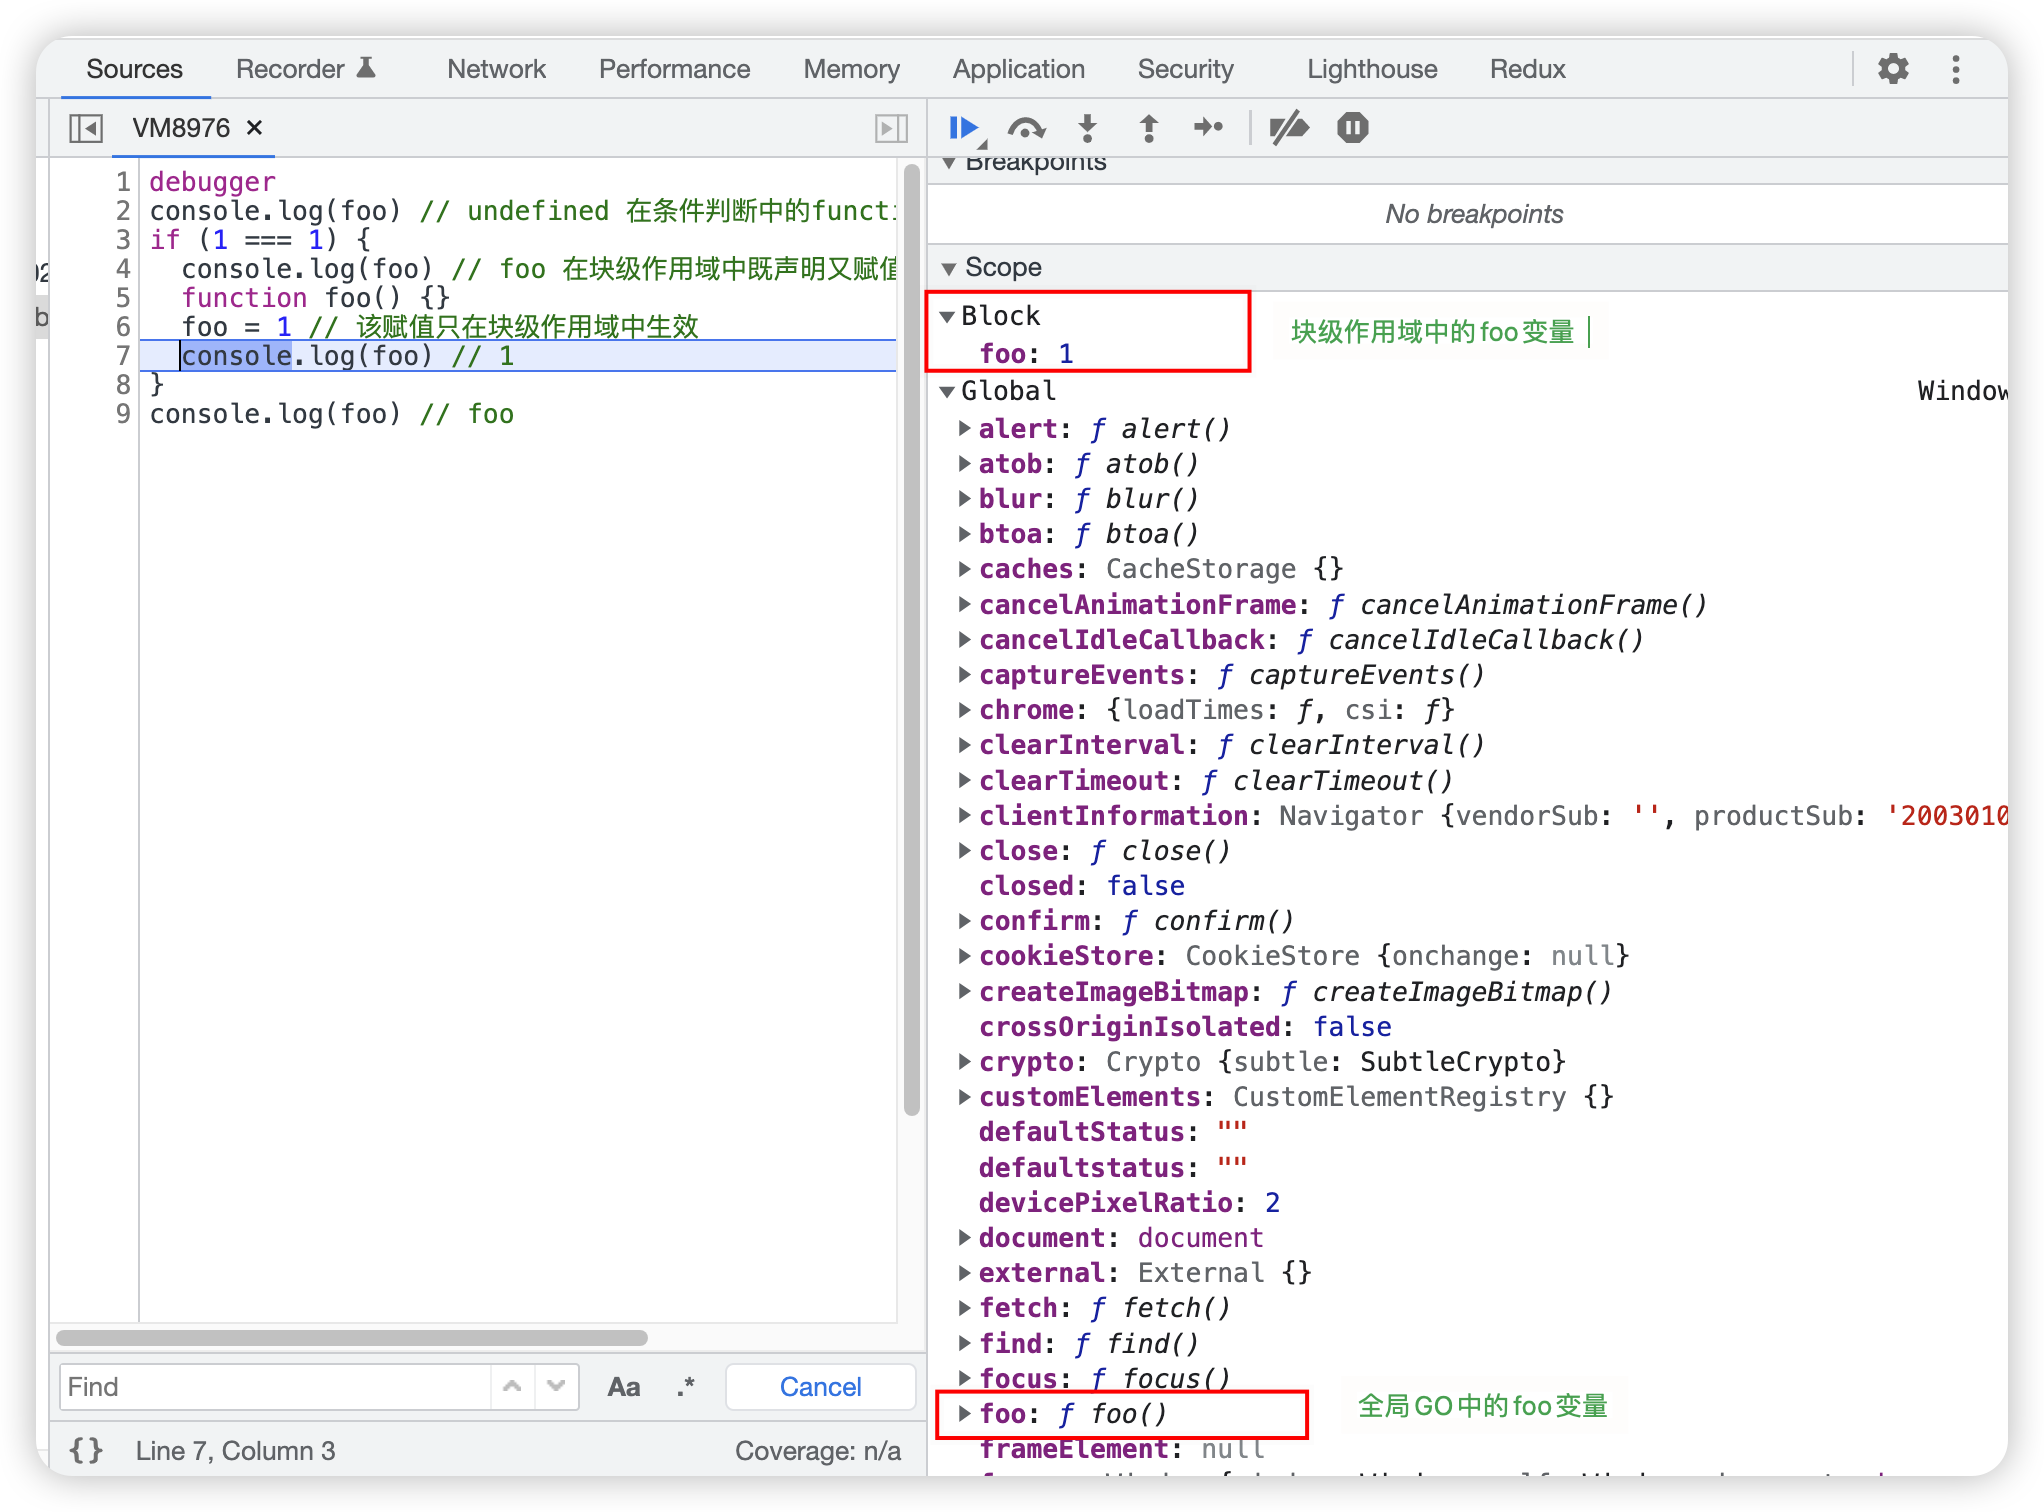 Sources Recorder Network Performance Memory Application Security Lighthouse Redux
VM8976 ×
1 debugger
2 console.log(foo) // undefined 在条件判断中的functi
3 if (1 === 1) {
4 console.log(foo) // foo 在块级作用域中既声明又赋值
5 function foo() {}
6 foo = 1 // 该赋值只在块级作用域中生效
7 console.log(foo) // 1
8 }
9 console.log(foo) // foo
Find
Aa .* Cancel
{} Line 7, Column 3 Coverage: n/a
Breakpoints
No breakpoints
Scope
Block
foo: 1
块级作用域中的foo变量
Global Window
alert: ƒ alert()
atob: ƒ atob()
blur: ƒ blur()
btoa: ƒ btoa()
caches: CacheStorage {}
cancelAnimationFrame: ƒ cancelAnimationFrame()
cancelIdleCallback: ƒ cancelIdleCallback()
captureEvents: ƒ captureEvents()
chrome: {loadTimes: ƒ, csi: ƒ}
clearInterval: ƒ clearInterval()
clearTimeout: ƒ clearTimeout()
clientInformation: Navigator {vendorSub: '', productSub: '2003010
close: ƒ close()
closed: false
confirm: ƒ confirm()
cookieStore: CookieStore {onchange: null}
createImageBitmap: ƒ createImageBitmap()
crossOriginIsolated: false
crypto: Crypto {subtle: SubtleCrypto}
customElements: CustomElementRegistry {}
defaultStatus: ""
defaultstatus: ""
devicePixelRatio: 2
document: document
external: External {}
fetch: ƒ fetch()
find: ƒ find()
focus: ƒ focus()
foo: ƒ foo()
全局GO中的foo变量
frameElement: null